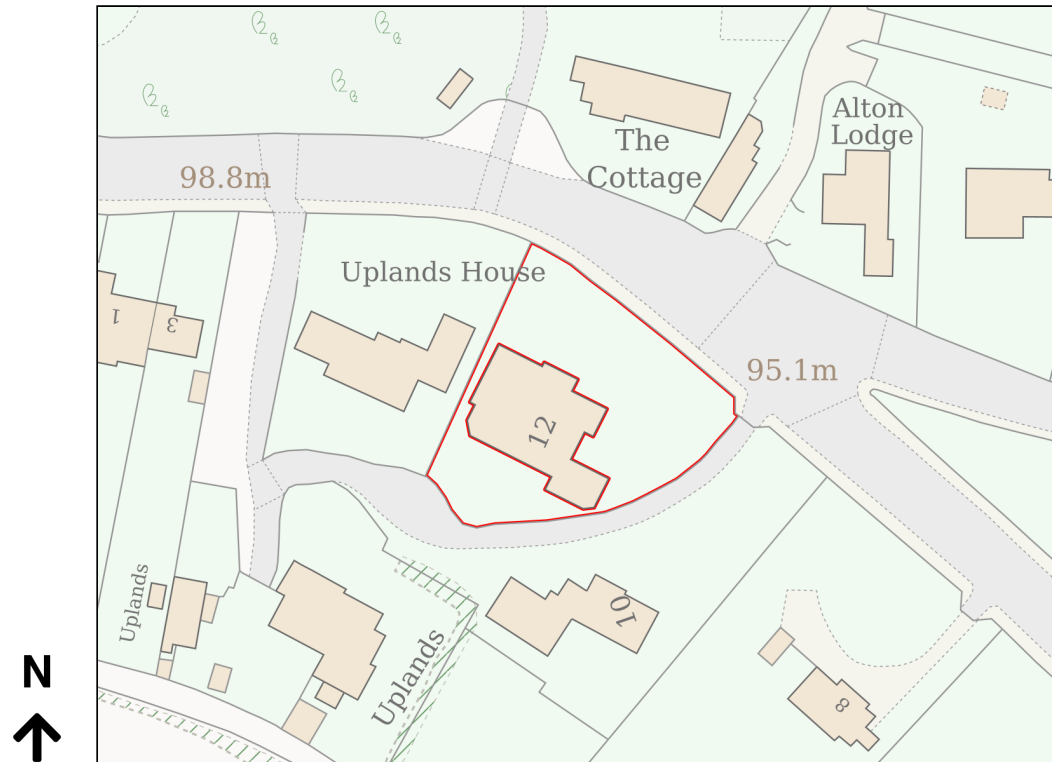 The
Cottage
Alton
Lodge
98.8m
Uplands House
1
3
95.1m
12
Uplands
Uplands
10
8
N